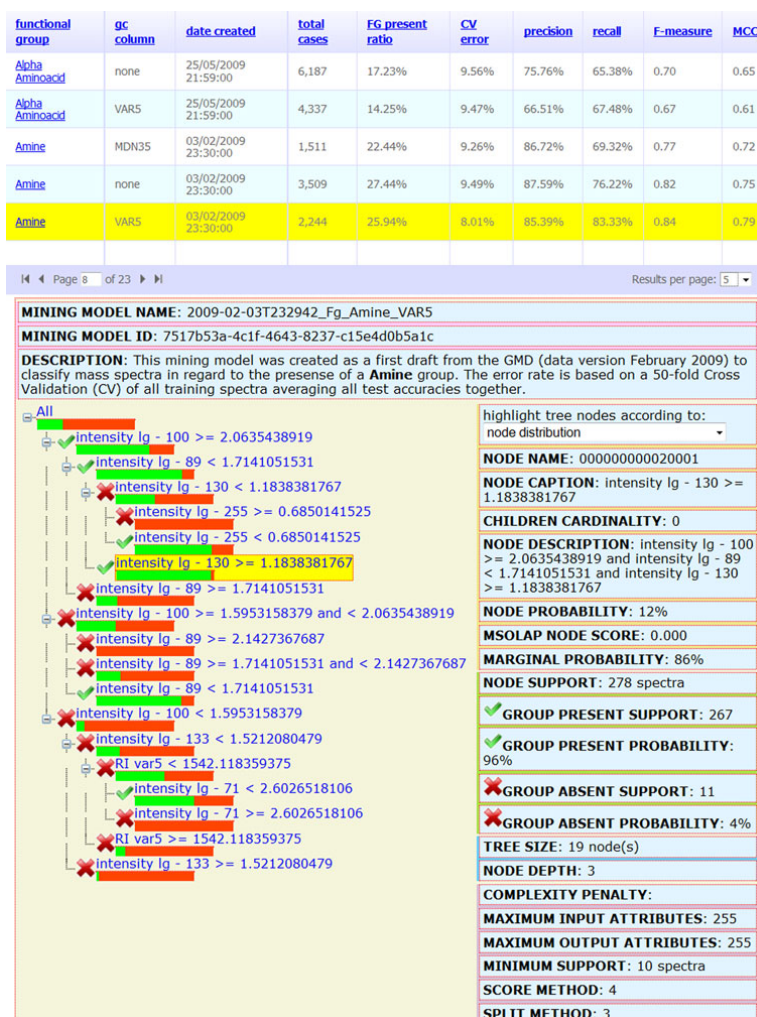 functional group gc column date created total cases FG present ratio CV error precision recall F-measure MCC
Alpha Aminoacid none 25/05/2009 21:59:00 6,187 17.23% 9.56% 75.76% 65.38% 0.70 0.65
Alpha Aminoacid VAR5 25/05/2009 21:59:00 4,337 14.25% 9.47% 66.51% 67.48% 0.67 0.61
Amine MDN35 03/02/2009 23:30:00 1,511 22.44% 9.26% 86.72% 69.32% 0.77 0.72
Amine none 03/02/2009 23:30:00 3,509 27.44% 9.49% 87.59% 76.22% 0.82 0.75
Amine VAR5 03/02/2009 23:30:00 2,244 25.94% 8.01% 85.39% 83.33% 0.84 0.79
Page 8 of 23 Results per page: 5
MINING MODEL NAME: 2009-02-03T232942_Fg_Amine_VAR5
MINING MODEL ID: 7517b53a-4c1f-4643-8237-c15e4d0b5a1c
DESCRIPTION: This mining model was created as a first draft from the GMD (data version February 2009) to
classify mass spectra in regard to the presense of a Amine group. The error rate is based on a 50-fold Cross
Validation (CV) of all training spectra averaging all test accuracies together.
All
intensity lg - 100 >= 2.0635438919
intensity lg - 89 < 1.7141051531
intensity lg - 130 < 1.1838381767
intensity lg - 255 >= 0.6850141525
intensity lg - 255 < 0.6850141525
intensity lg - 130 >= 1.1838381767
intensity lg - 89 >= 1.7141051531
intensity lg - 100 >= 1.5953158379 and < 2.0635438919
intensity lg - 89 >= 2.1427367687
intensity lg - 89 >= 1.7141051531 and < 2.1427367687
intensity lg - 89 < 1.7141051531
intensity lg - 100 < 1.5953158379
intensity lg - 133 < 1.5212080479
RI var5 < 1542.118359375
intensity lg - 71 < 2.6026518106
intensity lg - 71 >= 2.6026518106
RI var5 >= 1542.118359375
intensity lg - 133 >= 1.5212080479
highlight tree nodes according to:
node distribution
NODE NAME: 000000000020001
NODE CAPTION: intensity lg - 130 >=
1.1838381767
CHILDREN CARDINALITY: 0
NODE DESCRIPTION: intensity lg - 100
>= 2.0635438919 and intensity lg - 89
< 1.7141051531 and intensity lg - 130
>= 1.1838381767
NODE PROBABILITY: 12%
MSOLAP NODE SCORE: 0.000
MARGINAL PROBABILITY: 86%
NODE SUPPORT: 278 spectra
GROUP PRESENT SUPPORT: 267
GROUP PRESENT PROBABILITY:
96%
GROUP ABSENT SUPPORT: 11
GROUP ABSENT PROBABILITY: 4%
TREE SIZE: 19 node(s)
NODE DEPTH: 3
COMPLEXITY PENALTY:
MAXIMUM INPUT ATTRIBUTES: 255
MAXIMUM OUTPUT ATTRIBUTES: 255
MINIMUM SUPPORT: 10 spectra
SCORE METHOD: 4
SPLIT METHOD: 3